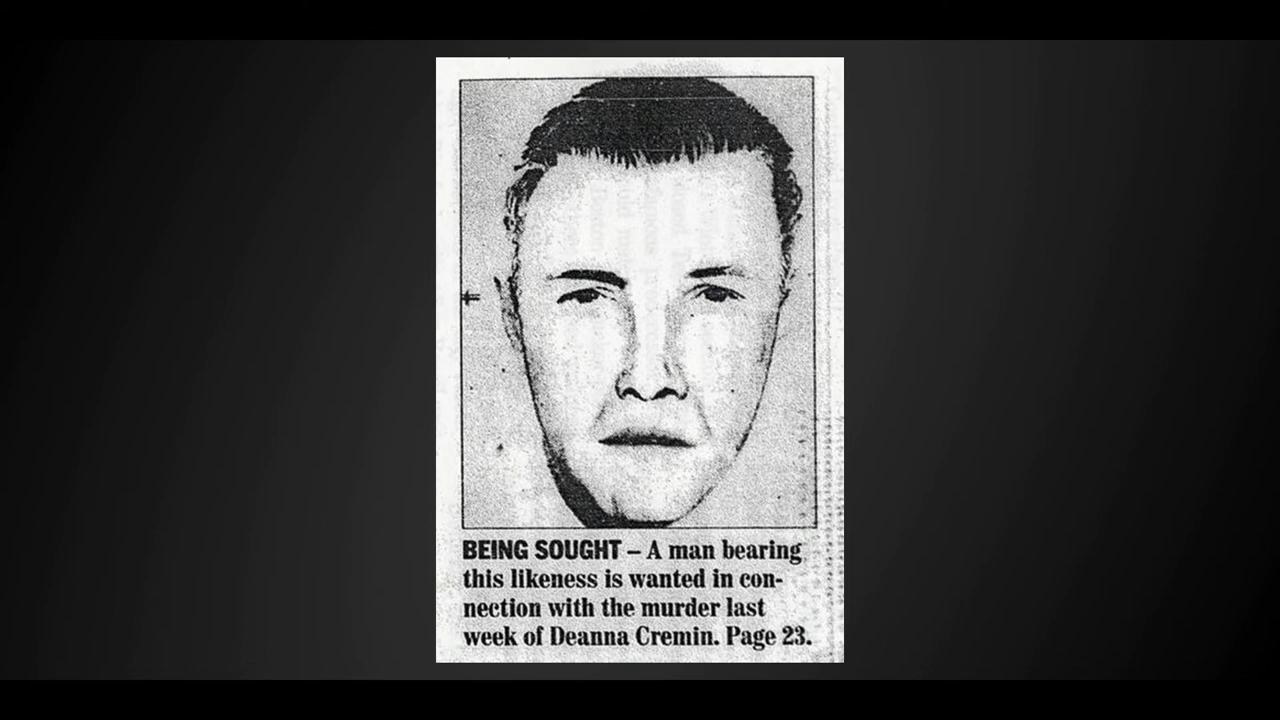 BEING SOUGHT – A man bearing
this likeness is wanted in con-
nection with the murder last
week of Deanna Cremin. Page 23.